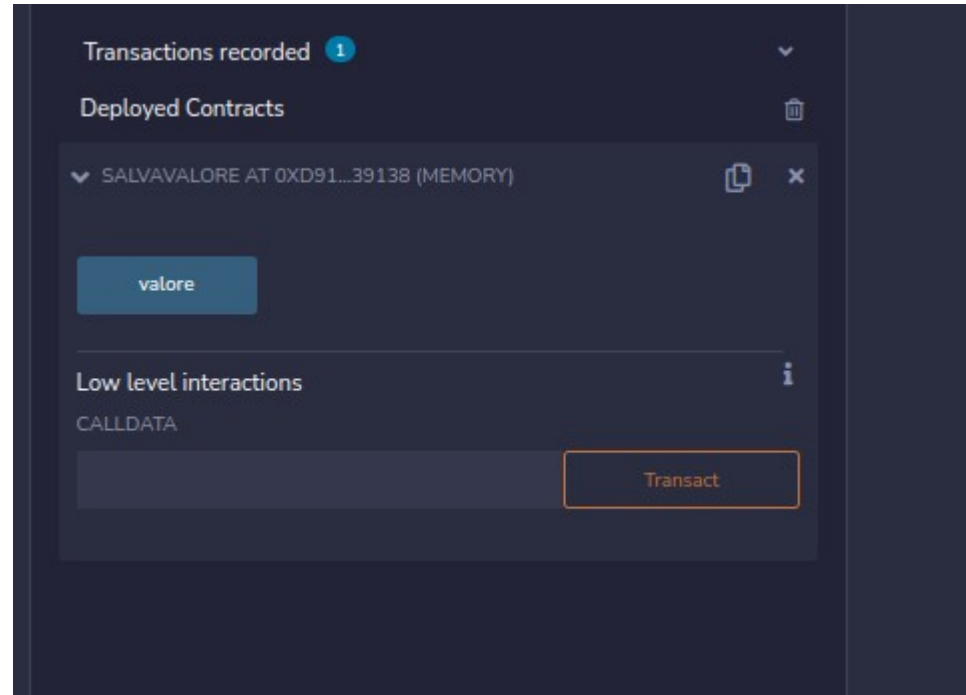 Transactions recorded 1
Deployed Contracts
SALVAVALORE AT 0XD91...39138 (MEMORY)
valore
Low level interactions
CALLDATA
Transact